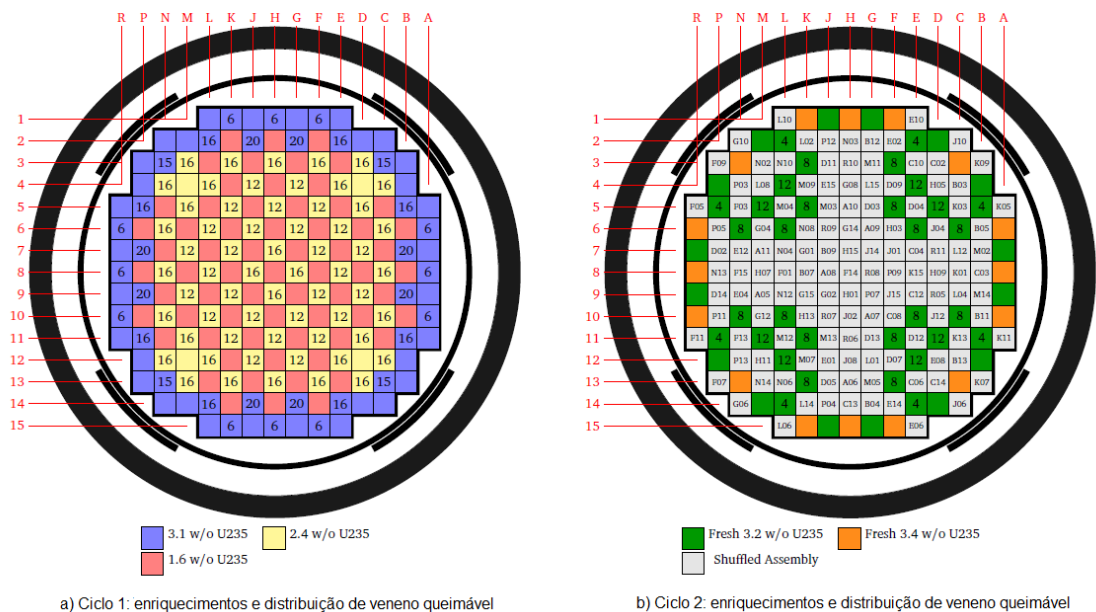 R P N M L K J H G F E D C B A
1 6 6 6
2 16 20 20 16
3 15 16 16 16 16 16 15
4 16 16 12 12 16 16
5 16 16 12 12 12 16 16
6 6 16 12 12 12 12 16 6
7 20 12 12 16 12 12 20
8 6 16 12 16 16 12 16 6
9 20 12 12 16 12 12 20
10 6 16 12 12 12 12 16 6
11 16 16 12 12 12 16 16
12 16 16 12 12 16 16
13 15 16 16 16 16 16 15
14 16 20 20 16
15 6 6 6
3.1 w/o U235 2.4 w/o U235
1.6 w/o U235
a) Ciclo 1: enriquecimentos e distribuição de veneno queimável
R P N M L K J H G F E D C B A
1 L10 E10
2 G10 4 L02 P12 N03 B12 E02 4 J10
3 F09 N02 N10 8 D11 R10 M11 8 C10 C02 K09
4 P03 L08 12 M09 E15 G08 L15 D09 12 H05 B03
5 F05 4 P03 12 M04 8 M03 A10 D03 8 D04 12 K03 4 K05
6 P05 8 G04 8 N08 R09 G14 A09 H03 8 J04 8 B05
7 D02 E12 A11 N04 G01 B09 H15 J14 J01 C04 R11 L12 M02
8 N13 F15 H07 F01 B07 A08 F14 R08 P09 K15 H09 K01 C03
9 D14 E04 A05 N12 G15 G02 H01 P07 J15 C12 R05 L04 M14
10 P11 8 G12 8 H13 R07 J02 A07 C08 8 J12 8 B11
11 F11 4 F13 12 M12 8 M13 R06 D13 8 D12 12 K13 4 K11
12 P13 H11 12 M07 E01 J08 L01 D07 12 E08 B13
13 F07 N14 N06 8 D05 A06 M05 8 C06 C14 K07
14 G06 4 L14 P04 C13 B04 E14 4 J06
15 L06 E06
Fresh 3.2 w/o U235 Fresh 3.4 w/o U235
Shuffled Assembly
b) Ciclo 2: enriquecimentos e distribuição de veneno queimável